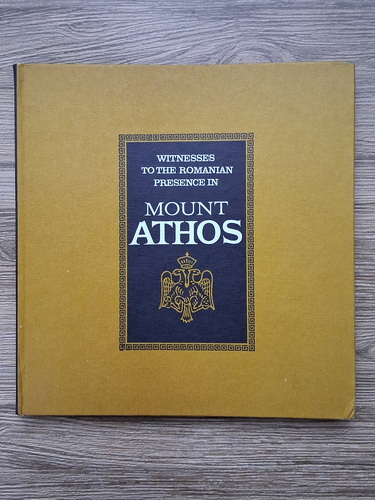 WITNESSES
TO THE ROMANIAN
PRESENCE IN
MOUNT
ATHOS